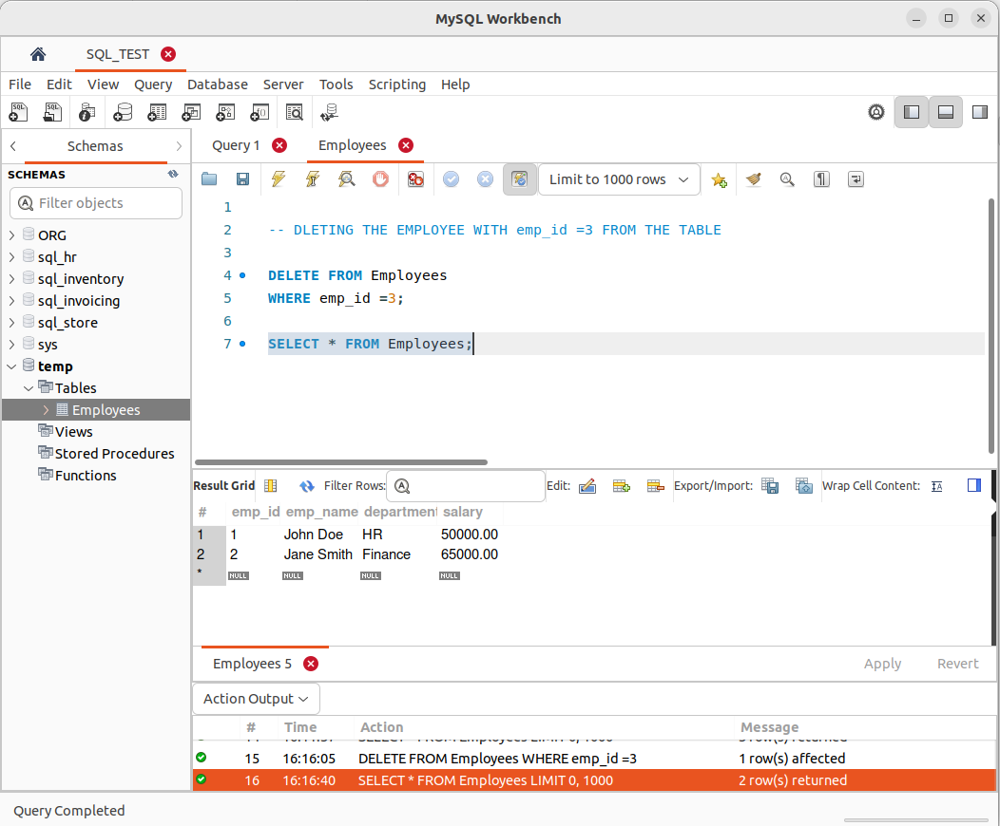 MySQL Workbench
SQL_TEST
File Edit View Query Database Server Tools Scripting Help
Schemas
Query 1 Employees
SCHEMAS
Limit to 1000 rows
Filter objects
ORG
sql_hr
sql_inventory
sql_invoicing
sql_store
sys
temp
Tables
Employees
Views
Stored Procedures
Functions
1
2 -- DLETING THE EMPLOYEE WITH emp_id =3 FROM THE TABLE
3
4 DELETE FROM Employees
5 WHERE emp_id =3;
6
7 SELECT * FROM Employees;
Result Grid Filter Rows: Edit: Export/Import: Wrap Cell Content:
# emp_id emp_name department salary
1 1 John Doe HR 50000.00
2 2 Jane Smith Finance 65000.00
* NULL NULL NULL NULL
Employees 5 Apply Revert
Action Output
# Time Action Message
SELECT * FROM Employees LIMIT 0, 1000 row(s) returned
15 16:16:05 DELETE FROM Employees WHERE emp_id =3 1 row(s) affected
16 16:16:40 SELECT * FROM Employees LIMIT 0, 1000 2 row(s) returned
Query Completed